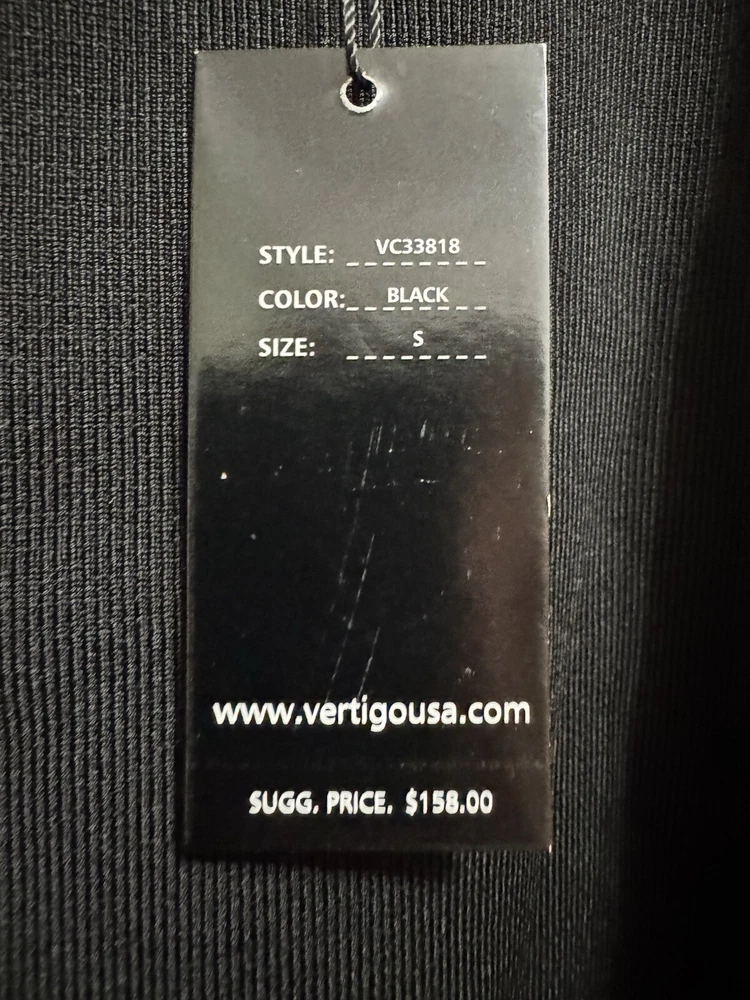 STYLE: VC33818
COLOR: BLACK
SIZE: S
www.vertigousa.com
SUGG. PRICE. $158.00